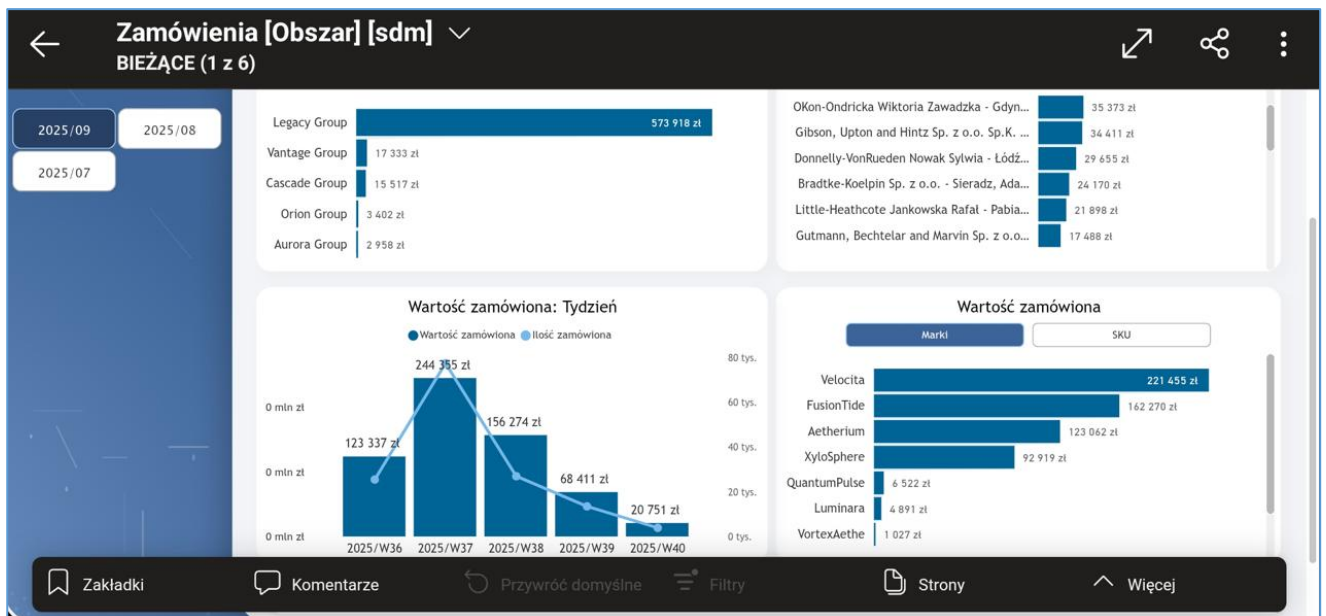 Zamówienia [Obszar] [sdm]
BIEŻĄCE (1 z 6)
2025/09
2025/08
2025/07
Legacy Group 573 918 zł
Vantage Group 17 333 zł
Cascade Group 15 517 zł
Orion Group 3 402 zł
Aurora Group 2 958 zł
OKon-Ondricka Wiktoria Zawadzka - Gdyn... 35 373 zł
Gibson, Upton and Hintz Sp. z o.o. Sp.K. ... 34 411 zł
Donnelly-VonRueden Nowak Sylwia - Łódź... 29 655 zł
Bradtke-Koelpin Sp. z o.o. - Sieradz, Ada... 24 170 zł
Little-Heathcote Jankowska Rafał - Pabia... 21 898 zł
Gutmann, Bechtelar and Marvin Sp. z o.o... 17 488 zł
Wartość zamówiona: Tydzień
Wartość zamówiona Ilość zamówiona
244 355 zł
80 tys.
0 mln zł
60 tys.
156 274 zł
123 337 zł
40 tys.
0 mln zł
68 411 zł
20 tys.
20 751 zł
0 mln zł
0 tys.
2025/W36 2025/W37 2025/W38 2025/W39 2025/W40
Wartość zamówiona
Marki
SKU
Velocita 221 455 zł
FusionTide 162 270 zł
Aetherium 123 062 zł
XyloSphere 92 919 zł
QuantumPulse 6 522 zł
Luminara 4 891 zł
VortexAethe 1 027 zł
Zakładki
Komentarze
Przywróć domyślne
Filtry
Strony
Więcej